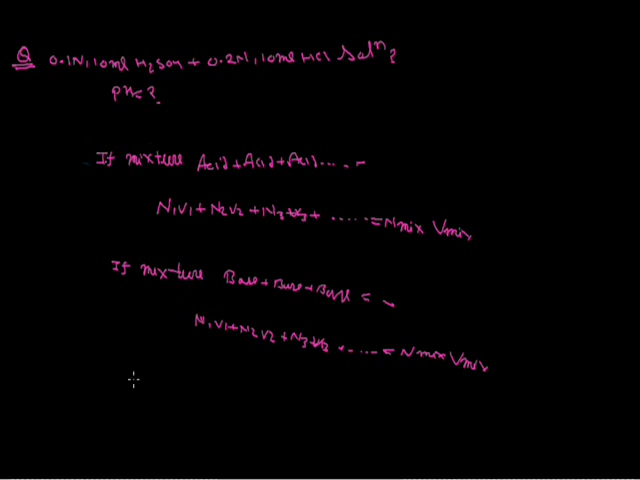 Q 0.1N, 10ml H2SO4 + 0.2N, 10ml HCl Solⁿ?
pH = ?
If mixture Acid + Acid + Acid .... -
N1V1 + N2V2 + N3V3 + ..... = Nmix Vmix
If mixture Base + Base + Base = -
N1V1 + N2V2 + N3V3 + ..... = Nmix Vmix